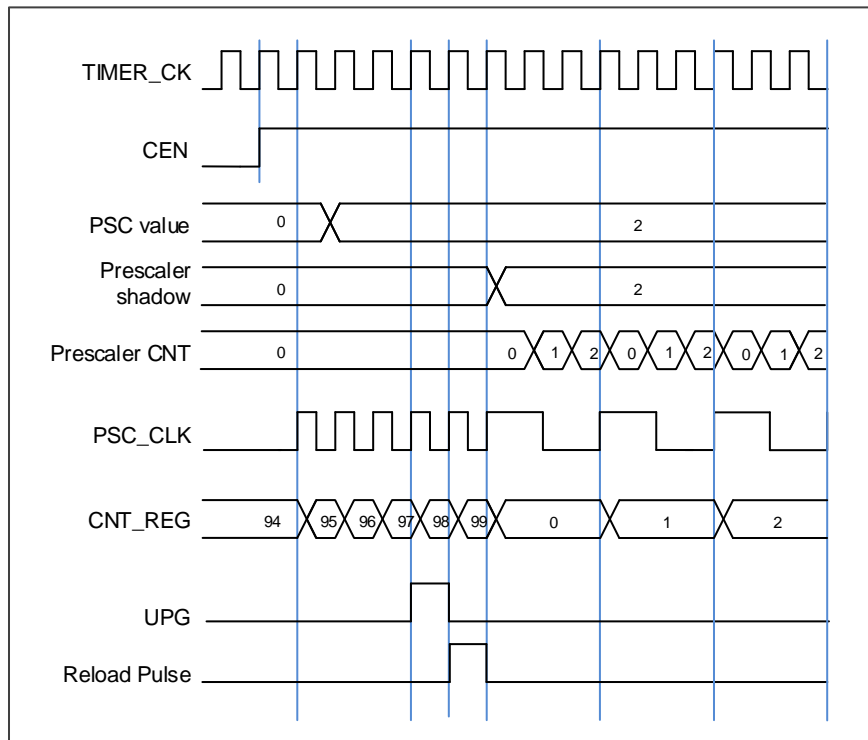 TIMER_CK
CEN
PSC value 0 2
Prescaler
shadow 0 2
Prescaler CNT 0 0 1 2 0 1 2 0 1 2
PSC_CLK
CNT_REG 94 95 96 97 98 99 0 1 2
UPG
Reload Pulse